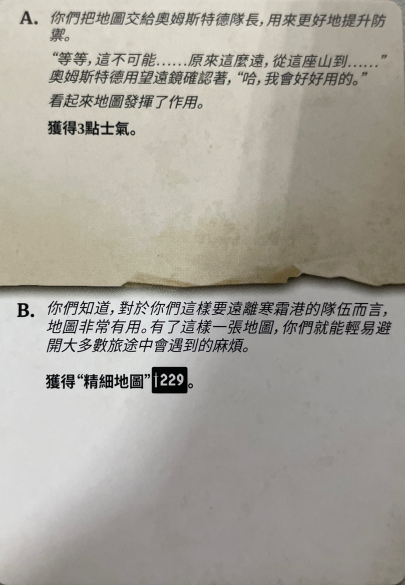 A. 你們把地圖交給奧姆斯特德隊長，用來更好地提升防
禦。
“等等，這不可能……原來這麼遠，從這座山到……”
奧姆斯特德用望遠鏡確認著，“哈，我會好好用的。”
看起來地圖發揮了作用。
獲得3點士氣。
B. 你們知道，對於你們這樣要遠離寒霜港的隊伍而言，
地圖非常有用。有了這樣一張地圖，你們就能輕易避
開大多數旅途中會遇到的麻煩。
獲得“精細地圖”229。